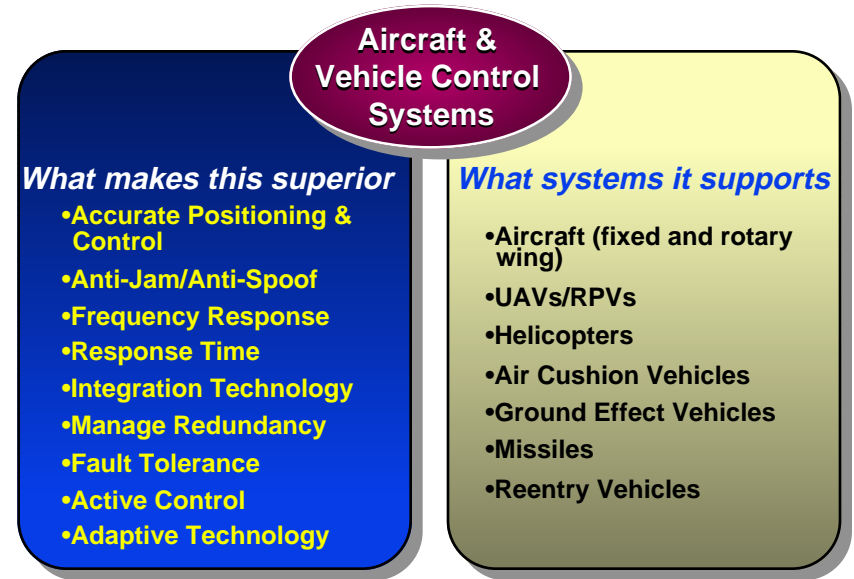 Aircraft &
Vehicle Control
Systems
What makes this superior
•Accurate Positioning &
Control
•Anti-Jam/Anti-Spoof
•Frequency Response
•Response Time
•Integration Technology
•Manage Redundancy
•Fault Tolerance
•Active Control
•Adaptive Technology
What systems it supports
•Aircraft (fixed and rotary
wing)
•UAVs/RPVs
•Helicopters
•Air Cushion Vehicles
•Ground Effect Vehicles
•Missiles
•Reentry Vehicles